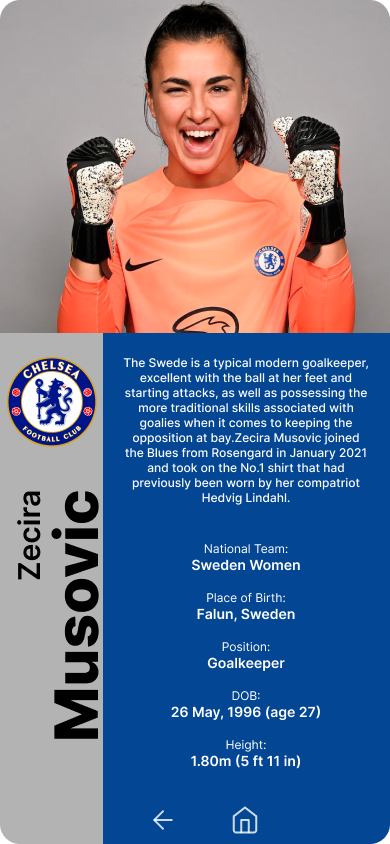 CHELSEA
FOOTBALL CLUB
Zecira
Musovic
The Swede is a typical modern goalkeeper,
excellent with the ball at her feet and
starting attacks, as well as possessing the
more traditional skills associated with
goalies when it comes to keeping the
opposition at bay.Zecira Musovic joined
the Blues from Rosengard in January 2021
and took on the No.1 shirt that had
previously been worn by her compatriot
Hedvig Lindahl.
National Team:
Sweden Women
Place of Birth:
Falun, Sweden
Position:
Goalkeeper
DOB:
26 May, 1996 (age 27)
Height:
1.80m (5 ft 11 in)